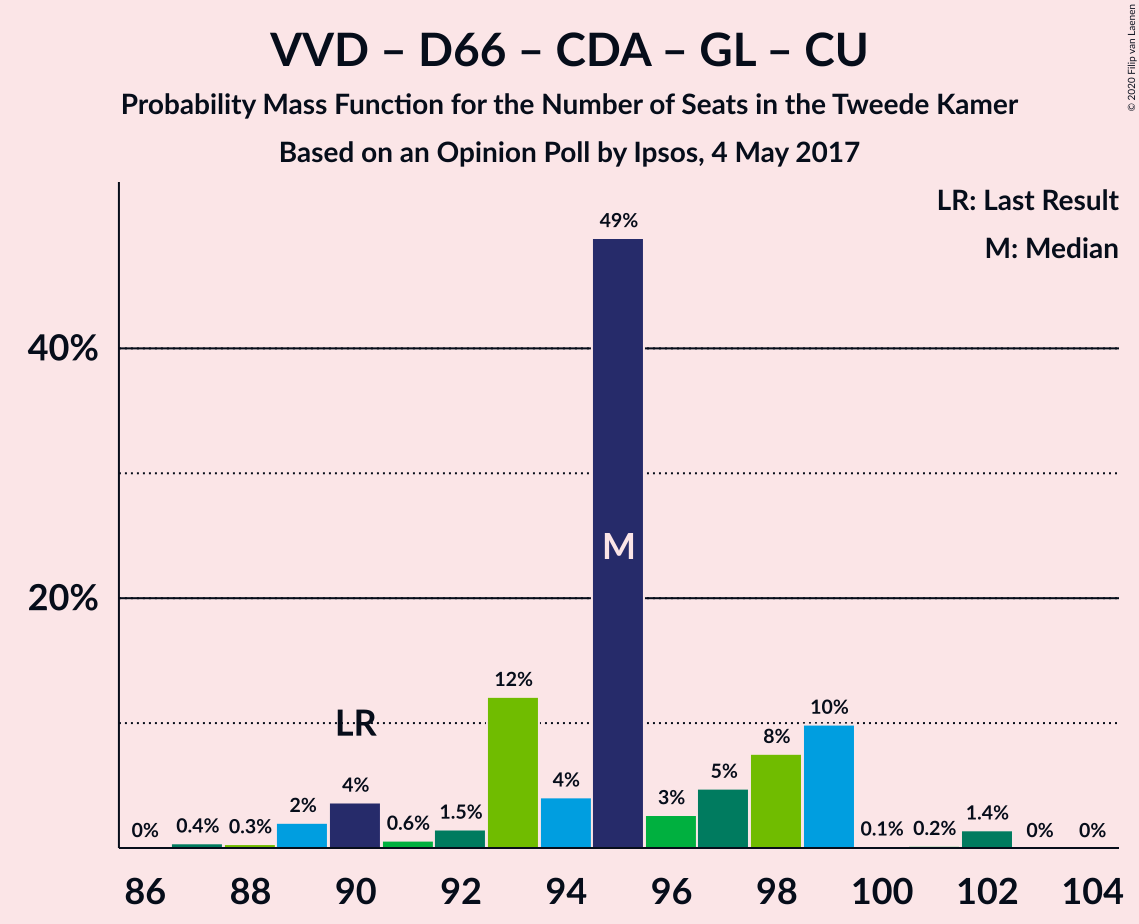 VVD – D66 – CDA – GL – CU
Probability Mass Function for the Number of Seats in the Tweede Kamer
Based on an Opinion Poll by Ipsos, 4 May 2017
© 2020 Filip van Laenen
LR: Last Result
M: Median
40%
20%
0%
0.4%
0.3%
2%
4%
LR
0.6%
1.5%
12%
4%
49%
M
3%
5%
8%
10%
0.1%
0.2%
1.4%
0%
0%
86 88 90 92 94 96 98 100 102 104